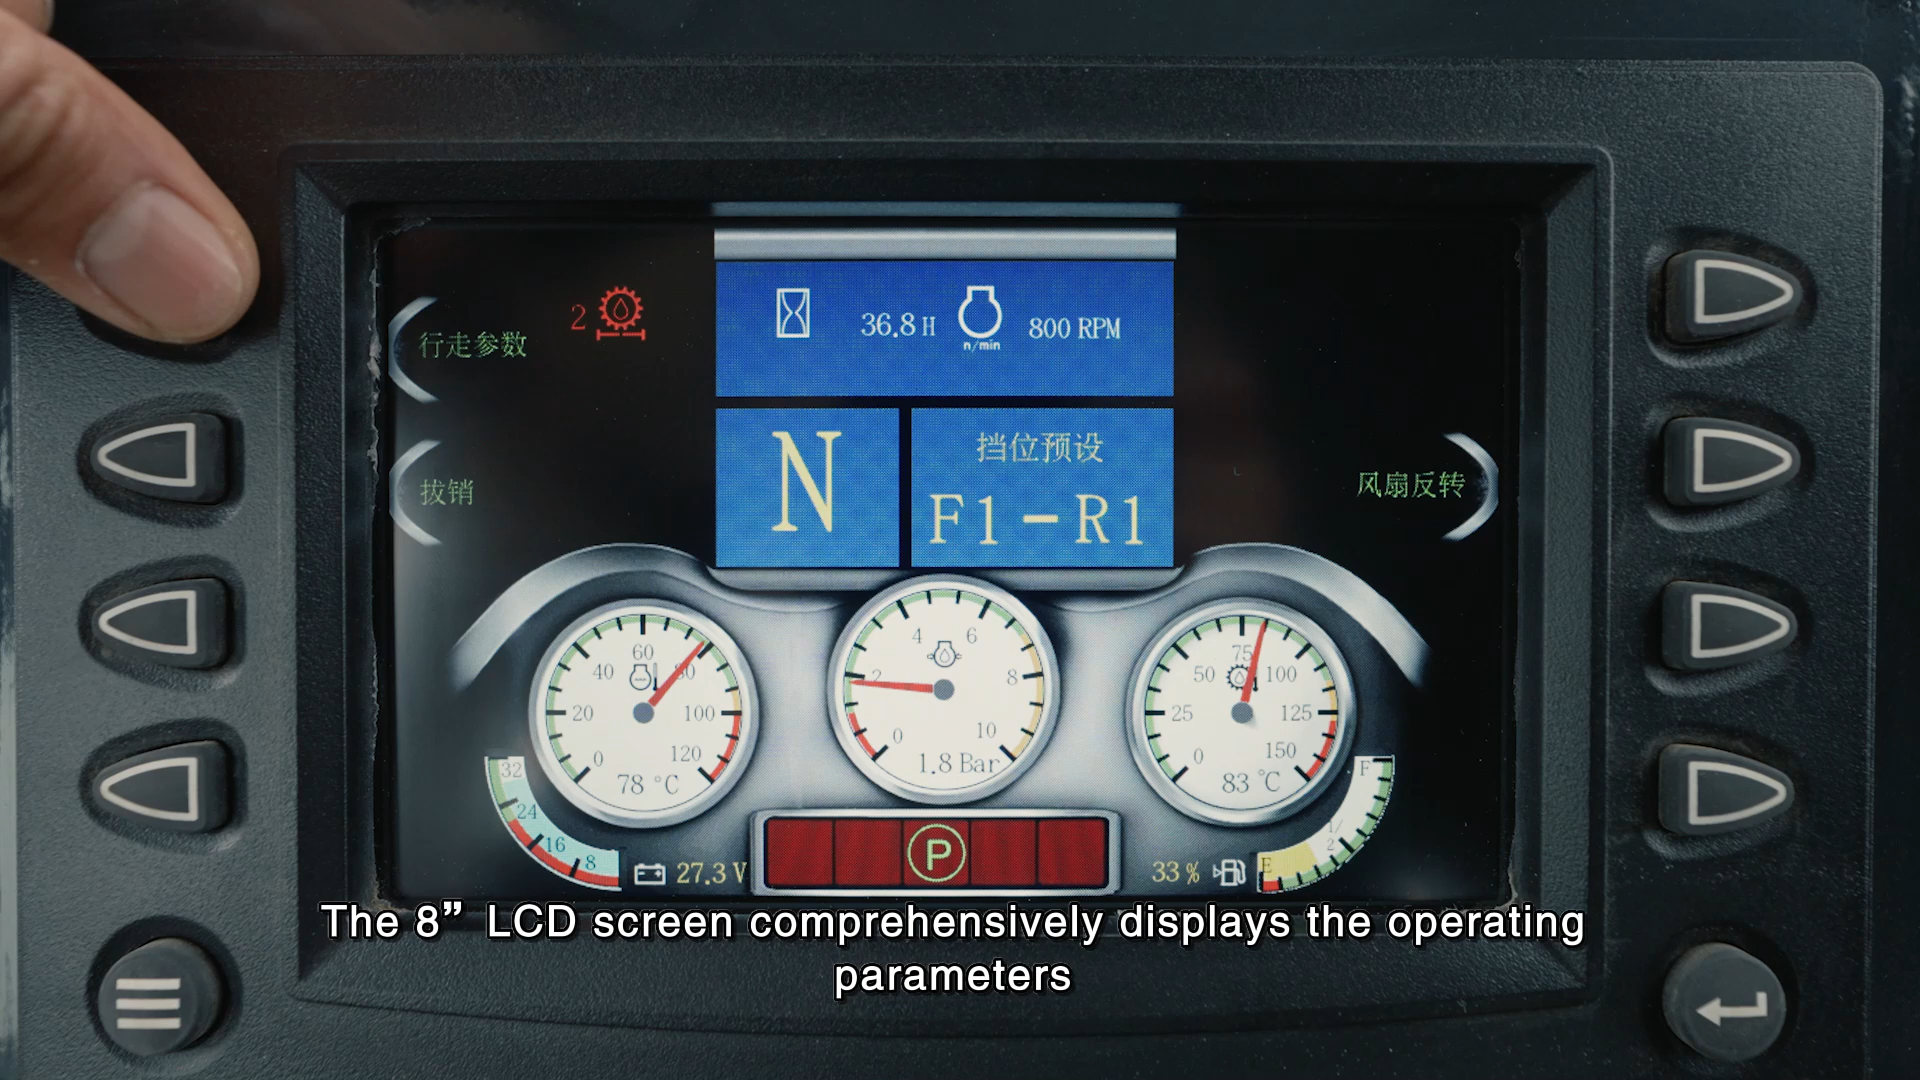 36.8 H
n/min
800 RPM
2
行走参数
挡位预设
N
F1-R1
拔销
风扇反转
0
20
40
60
80
100
120
78 °C
0
2
4
6
8
10
1.8 Bar
0
25
50
75
100
125
150
83 °C
32
24
16
8
27.3 V
P
33 %
F
1/2
E
The 8” LCD screen comprehensively displays the operating
parameters